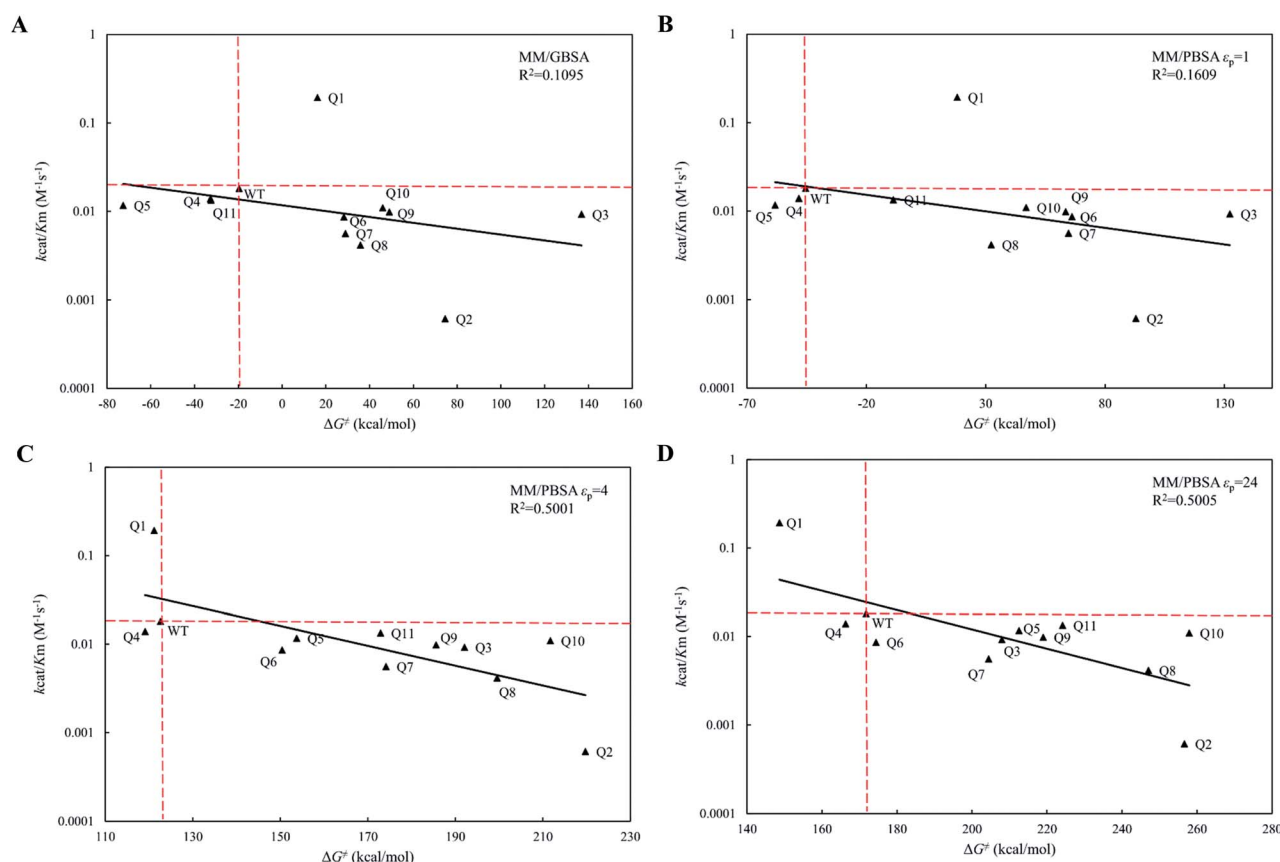 A
MM/GBSA
R²=0.1095
kcat/Km (M⁻¹s⁻¹)
1
0.1
0.01
0.001
0.0001
Q1
WT
Q10
Q5
Q4
Q11
Q9
Q3
Q6
Q7
Q8
Q2
-80 -60 -40 -20 0 20 40 60 80 100 120 140 160
ΔG≠ (kcal/mol)
B
MM/PBSA εp=1
R²=0.1609
kcat/Km (M⁻¹s⁻¹)
1
0.1
0.01
0.001
0.0001
Q1
WT
Q9
Q5
Q4
Q11
Q10
Q6
Q3
Q7
Q8
Q2
-70 -20 30 80 130
ΔG≠ (kcal/mol)
C
MM/PBSA εp=4
R²=0.5001
kcat/Km (M⁻¹s⁻¹)
1
0.1
0.01
0.001
0.0001
Q1
Q4
WT
Q5
Q11
Q9
Q3
Q10
Q6
Q7
Q8
Q2
110 130 150 170 190 210 230
ΔG≠ (kcal/mol)
D
MM/PBSA εp=24
R²=0.5005
kcat/Km (M⁻¹s⁻¹)
1
0.1
0.01
0.001
0.0001
Q1
WT
Q4
Q6
Q5
Q11
Q9
Q10
Q3
Q7
Q8
Q2
140 160 180 200 220 240 260 280
ΔG≠ (kcal/mol)